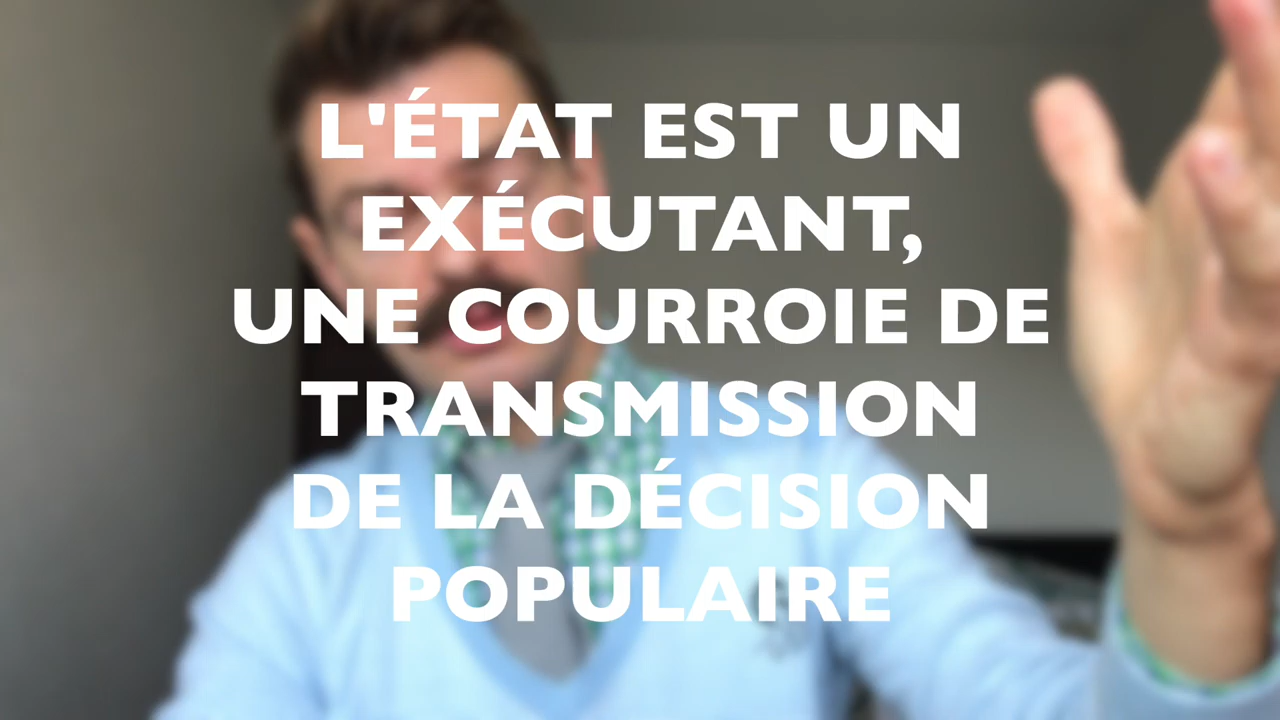 L'ÉTAT EST UN
EXÉCUTANT,
UNE COURROIE DE
TRANSMISSION
DE LA DÉCISION
POPULAIRE